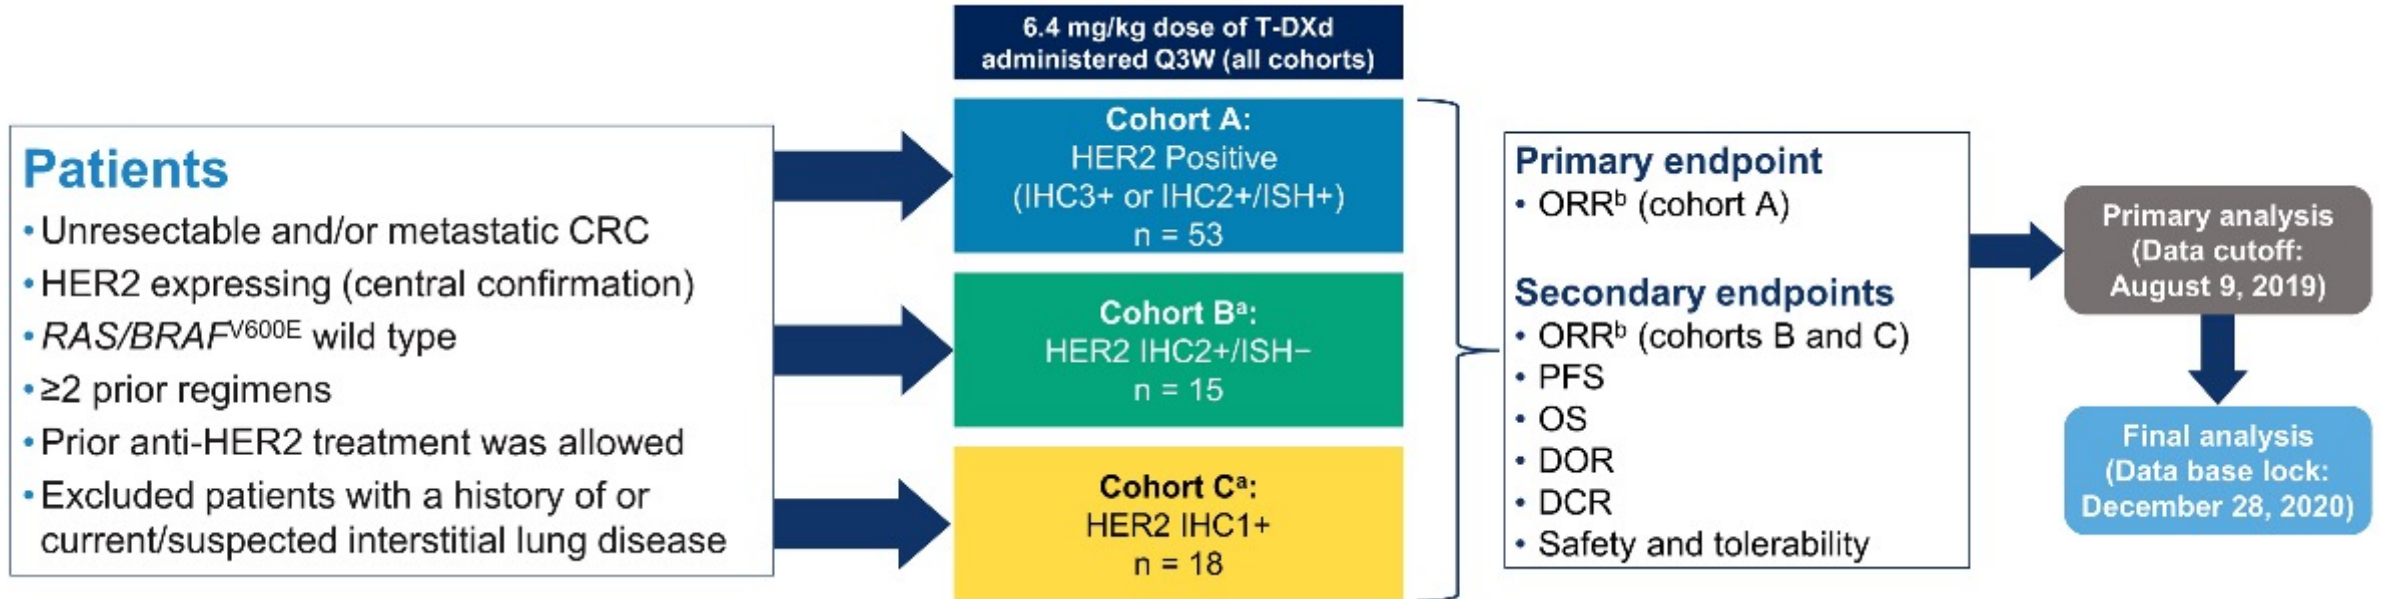 6.4 mg/kg dose of T-DXd
administered Q3W (all cohorts)
Patients
• Unresectable and/or metastatic CRC
• HER2 expressing (central confirmation)
• RAS/BRAFV600E wild type
• ≥2 prior regimens
• Prior anti-HER2 treatment was allowed
• Excluded patients with a history of or
current/suspected interstitial lung disease
Cohort A:
HER2 Positive
(IHC3+ or IHC2+/ISH+)
n = 53
Cohort Bᵃ:
HER2 IHC2+/ISH−
n = 15
Cohort Cᵃ:
HER2 IHC1+
n = 18
Primary endpoint
• ORRᵇ (cohort A)
Secondary endpoints
• ORRᵇ (cohorts B and C)
• PFS
• OS
• DOR
• DCR
• Safety and tolerability
Primary analysis
(Data cutoff:
August 9, 2019)
Final analysis
(Data base lock:
December 28, 2020)